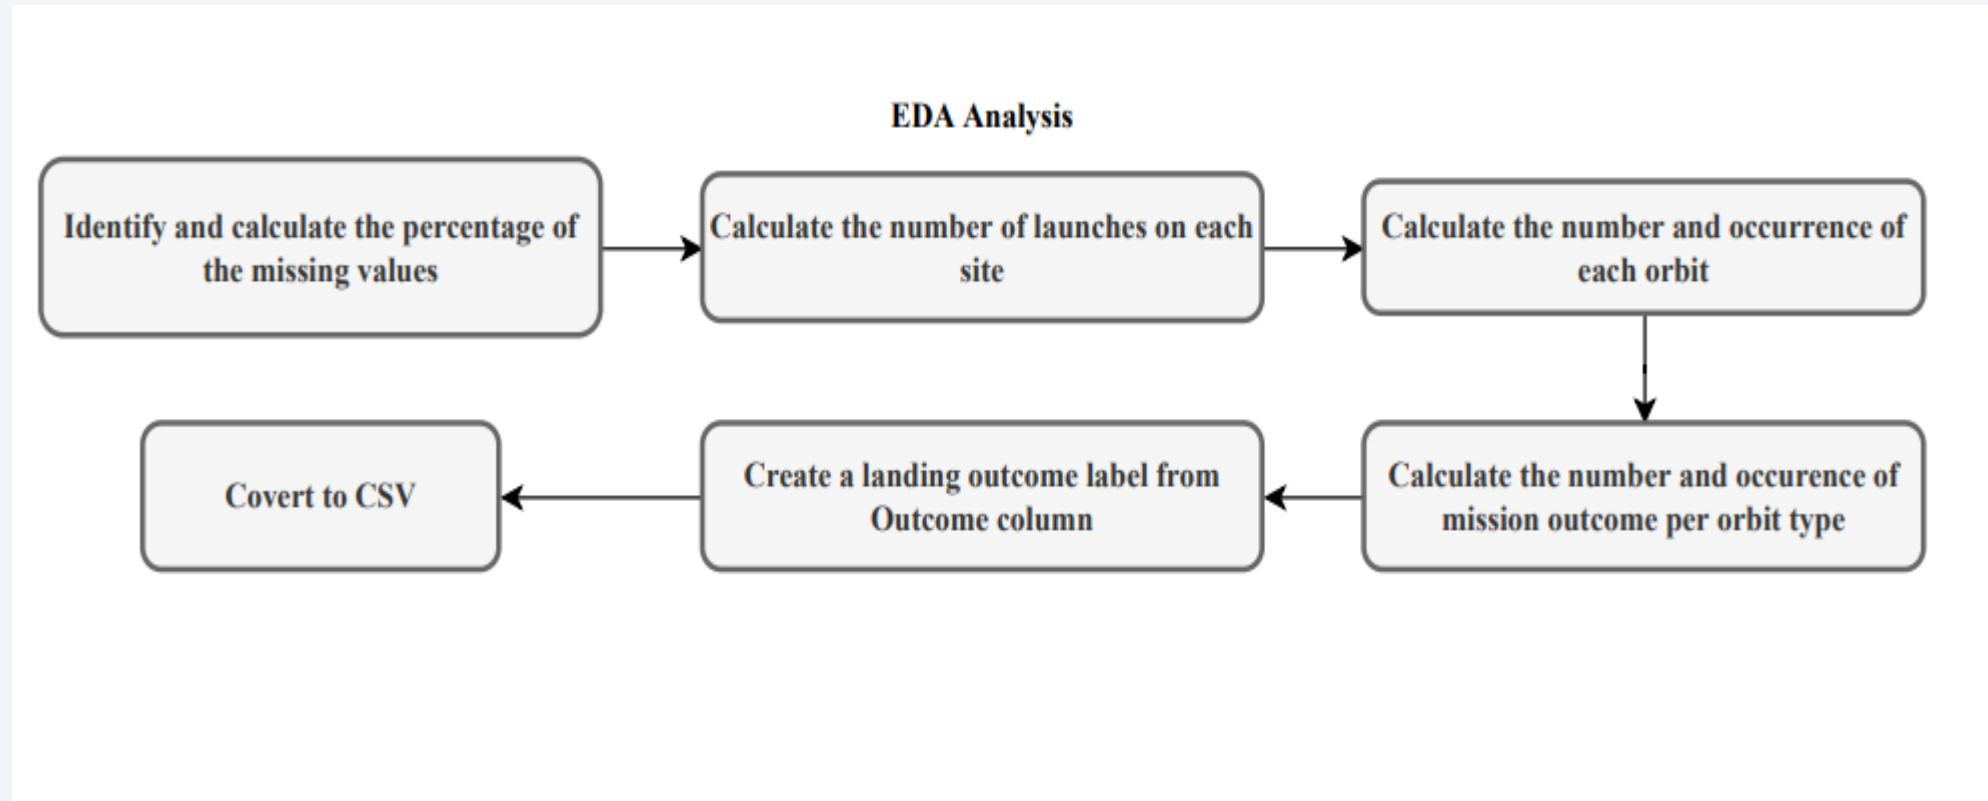 EDA Analysis
Identify and calculate the percentage of
the missing values
Calculate the number of launches on each
site
Calculate the number and occurrence of
each orbit
Calculate the number and occurence of
mission outcome per orbit type
Create a landing outcome label from
Outcome column
Covert to CSV